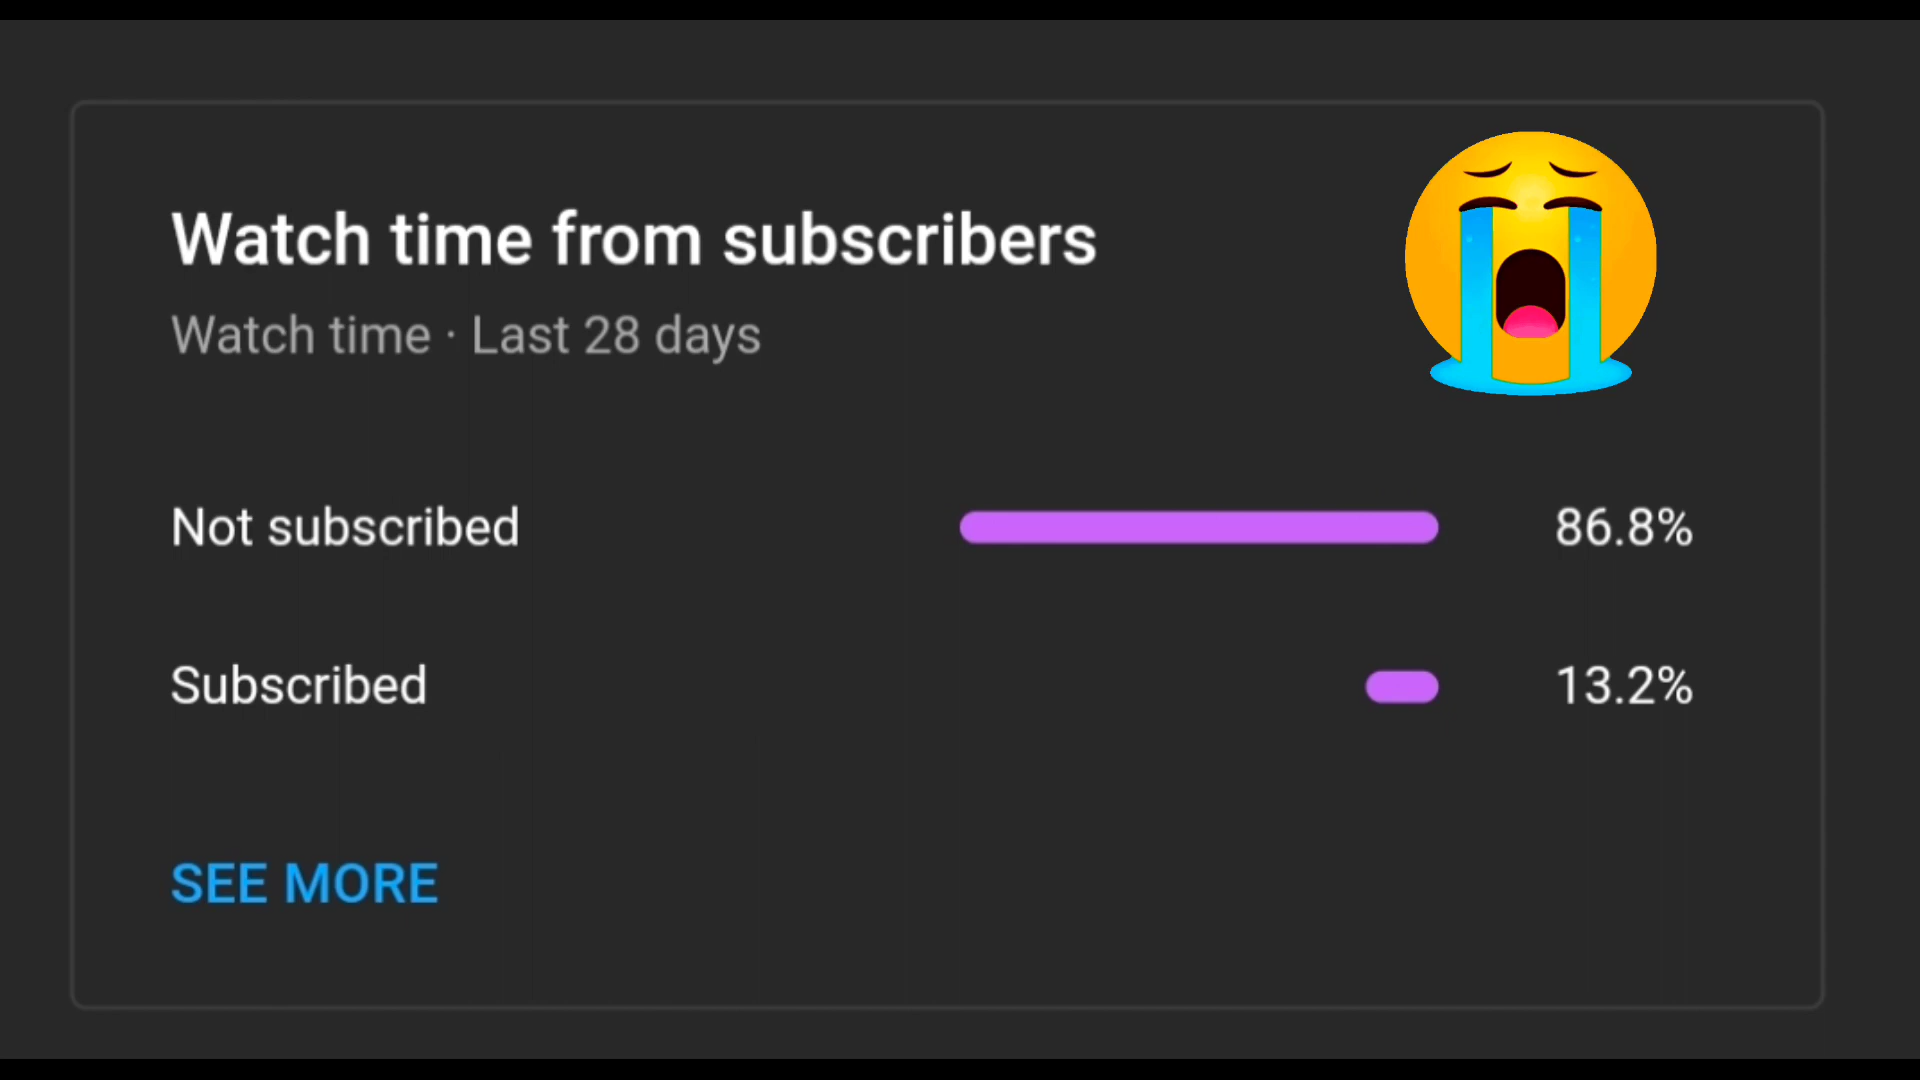 Watch time from subscribers
Watch time · Last 28 days
Not subscribed 86.8%
Subscribed 13.2%
SEE MORE